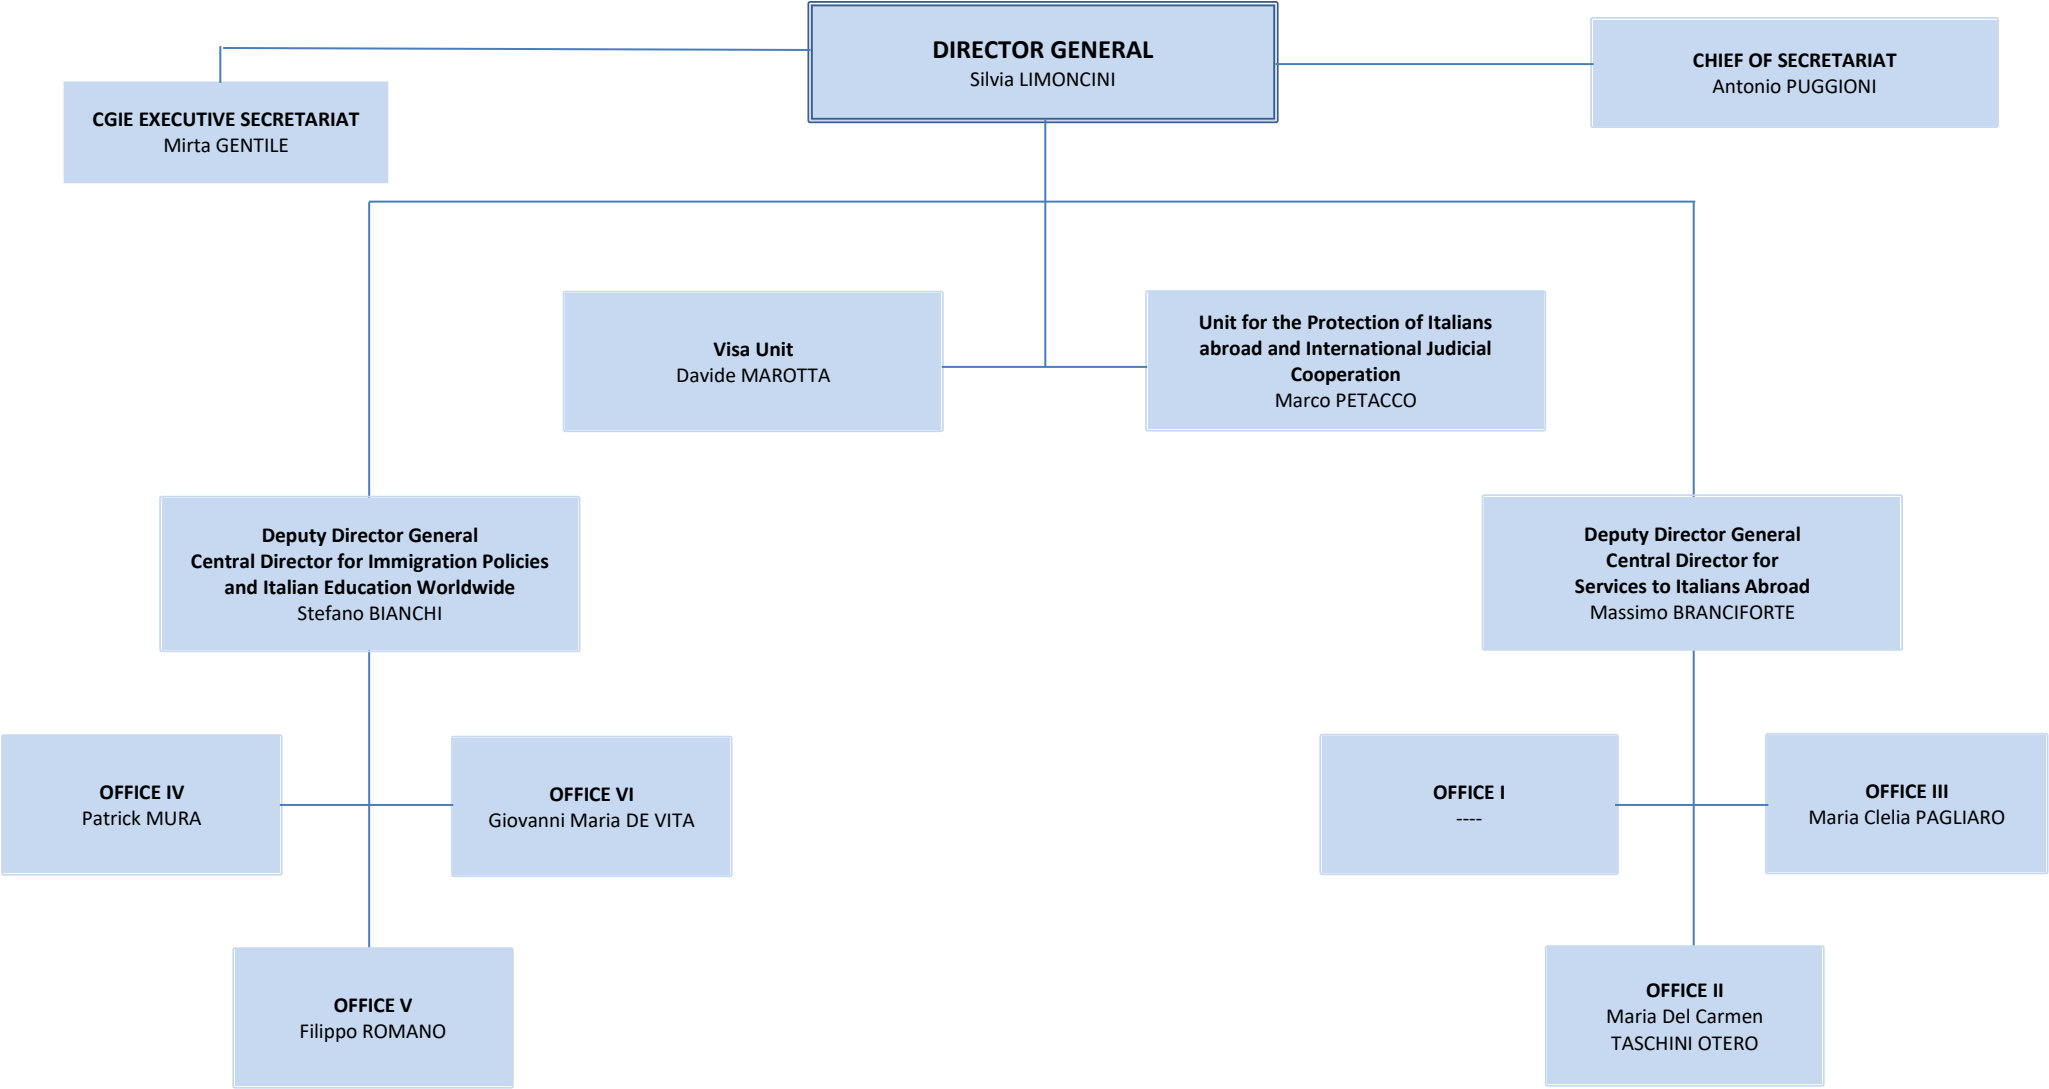 DIRECTOR GENERAL
Silvia LIMONCINI
CHIEF OF SECRETARIAT
Antonio PUGGIONI
CGIE EXECUTIVE SECRETARIAT
Mirta GENTILE
Visa Unit
Davide MAROTTA
Unit for the Protection of Italians
abroad and International Judicial
Cooperation
Marco PETACCO
Deputy Director General
Central Director for Immigration Policies
and Italian Education Worldwide
Stefano BIANCHI
Deputy Director General
Central Director for
Services to Italians Abroad
Massimo BRANCIFORTE
OFFICE IV
Patrick MURA
OFFICE VI
Giovanni Maria DE VITA
OFFICE I
----
OFFICE III
Maria Clelia PAGLIARO
OFFICE V
Filippo ROMANO
OFFICE II
Maria Del Carmen
TASCHINI OTERO